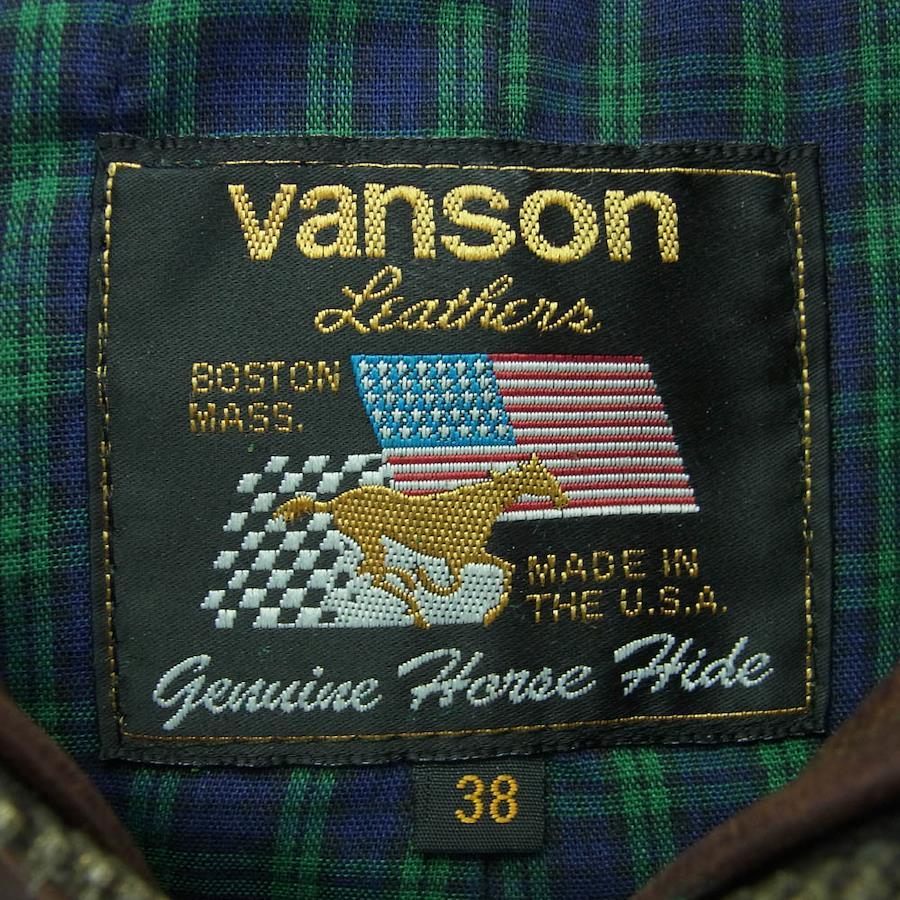 vanson
Leathers
BOSTON
MASS.
MADE IN
THE U.S.A.
Genuine Horse Hide
38